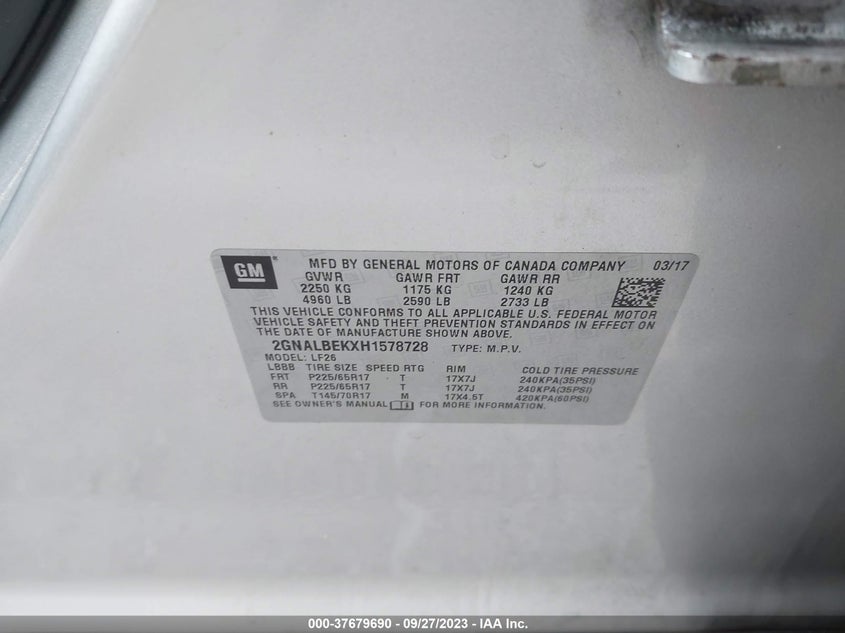 GM MFD BY GENERAL MOTORS OF CANADA COMPANY 03/17
GVWR GAWR FRT GAWR RR
2250 KG 1175 KG 1240 KG
4960 LB 2590 LB 2733 LB
THIS VEHICLE CONFORMS TO ALL APPLICABLE U.S. FEDERAL MOTOR
VEHICLE SAFETY AND THEFT PREVENTION STANDARDS IN EFFECT ON
THE DATE OF MANUFACTURE SHOWN ABOVE.
2GNALBEKXH1578728 TYPE: M.P.V.
MODEL: LF26
LBBB TIRE SIZE SPEED RTG RIM COLD TIRE PRESSURE
FRT P225/65R17 T 17X7J 240KPA(35PSI)
RR P225/65R17 T 17X7J 240KPA(35PSI)
SPA T145/70R17 M 17X4.5T 420KPA(60PSI)
SEE OWNER'S MANUAL FOR MORE INFORMATION.
000-37679690 - 09/27/2023 - © IAA Inc.